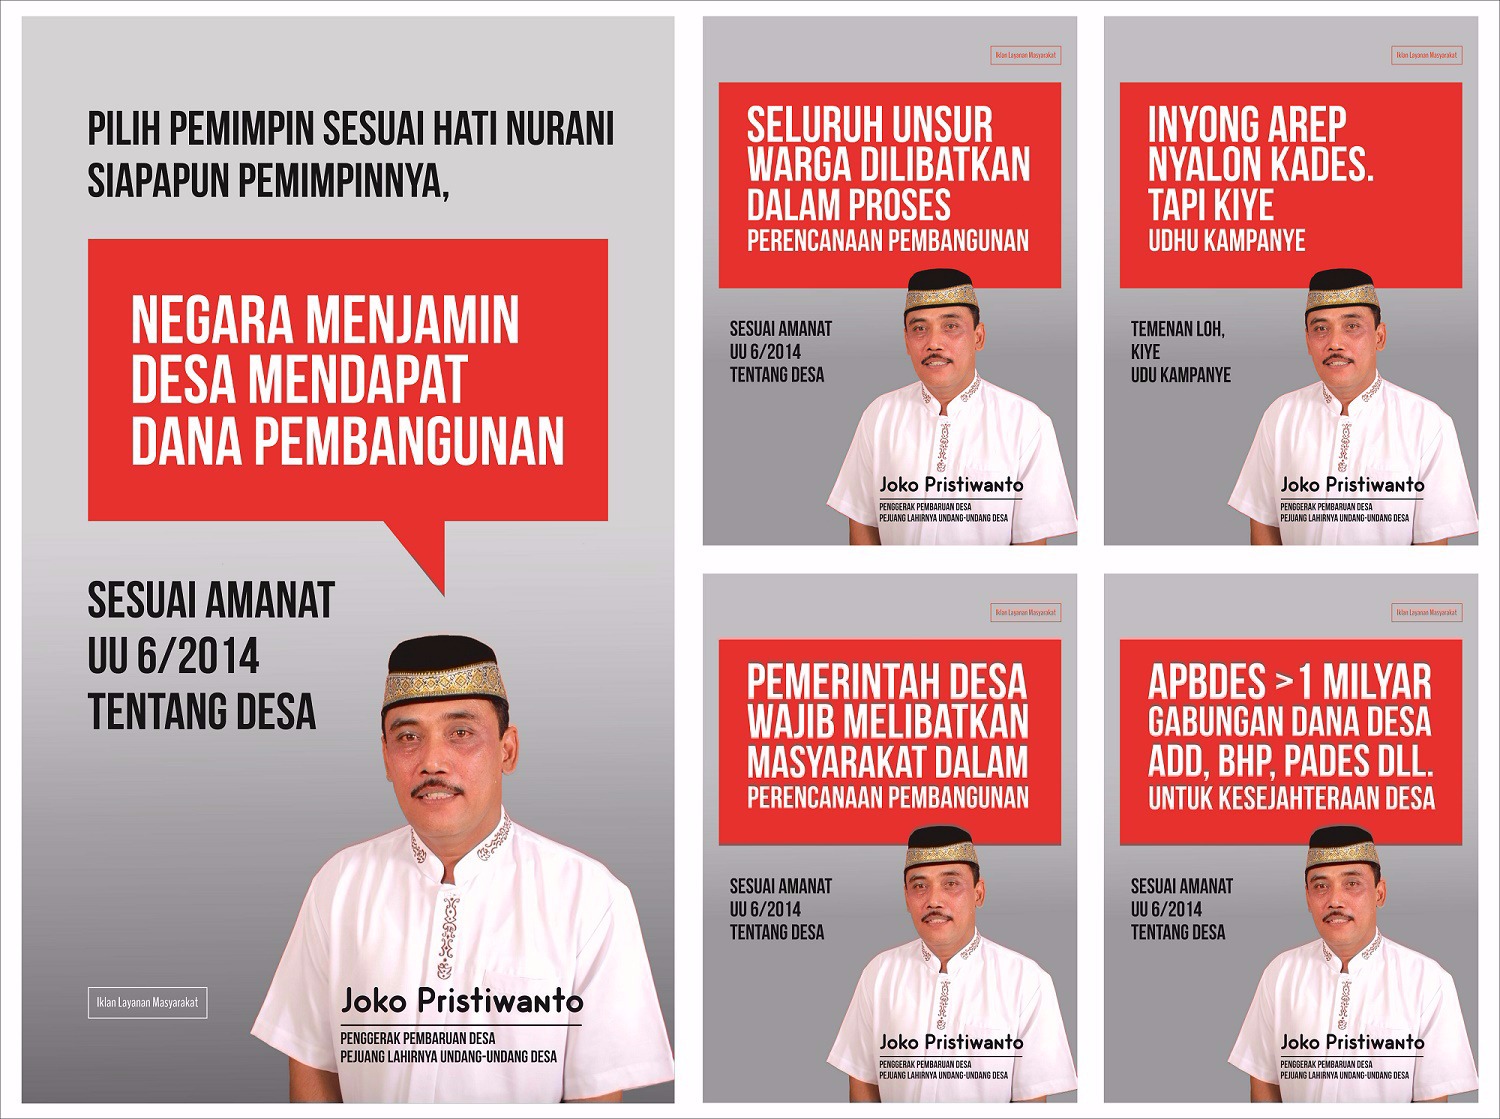 PILIH PEMIMPIN SESUAI HATI NURANI
SIAPAPUN PEMIMPINNYA,
NEGARA MENJAMIN
DESA MENDAPAT
DANA PEMBANGUNAN
SESUAI AMANAT
UU 6/2014
TENTANG DESA
Iklan Layanan Masyarakat
Joko Pristiwanto
PENGGERAK PEMBARUAN DESA
PEJUANG LAHIRNYA UNDANG-UNDANG DESA
Iklan Layanan Masyarakat
SELURUH UNSUR
WARGA DILIBATKAN
DALAM PROSES
PERENCANAAN PEMBANGUNAN
SESUAI AMANAT
UU 6/2014
TENTANG DESA
Joko Pristiwanto
PENGGERAK PEMBARUAN DESA
PEJUANG LAHIRNYA UNDANG-UNDANG DESA
Iklan Layanan Masyarakat
INYONG AREP
NYALON KADES.
TAPI KIYE
UDHU KAMPANYE
TEMENAN LOH,
KIYE
UDU KAMPANYE
Joko Pristiwanto
PENGGERAK PEMBARUAN DESA
PEJUANG LAHIRNYA UNDANG-UNDANG DESA
Iklan Layanan Masyarakat
PEMERINTAH DESA
WAJIB MELIBATKAN
MASYARAKAT DALAM
PERENCANAAN PEMBANGUNAN
SESUAI AMANAT
UU 6/2014
TENTANG DESA
Joko Pristiwanto
PENGGERAK PEMBARUAN DESA
PEJUANG LAHIRNYA UNDANG-UNDANG DESA
Iklan Layanan Masyarakat
APBDES >1 MILYAR
GABUNGAN DANA DESA
ADD, BHP, PADES DLL.
UNTUK KESEJAHTERAAN DESA
SESUAI AMANAT
UU 6/2014
TENTANG DESA
Joko Pristiwanto
PENGGERAK PEMBARUAN DESA
PEJUANG LAHIRNYA UNDANG-UNDANG DESA